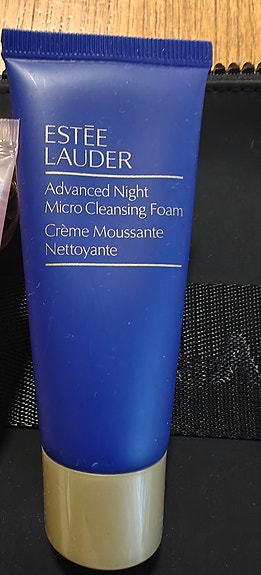 ESTĒE
LAUDER
Advanced Night
Micro Cleansing Foam
Crème Moussante
Nettoyante